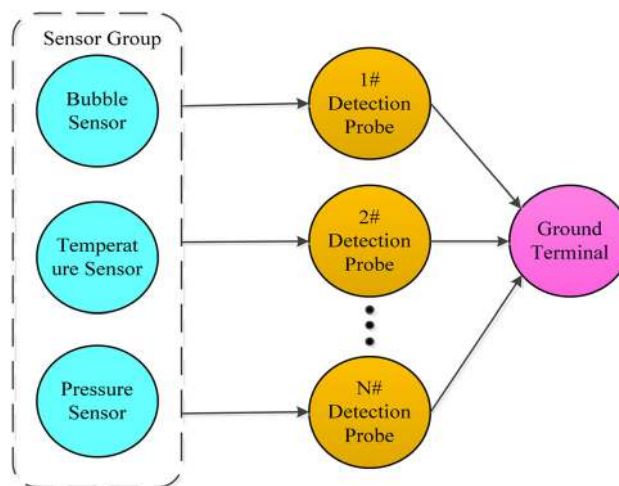 Sensor Group
Bubble
Sensor
1#
Detection
Probe
Temperat
ure Sensor
2#
Detection
Probe
Ground
Terminal
Pressure
Sensor
N#
Detection
Probe